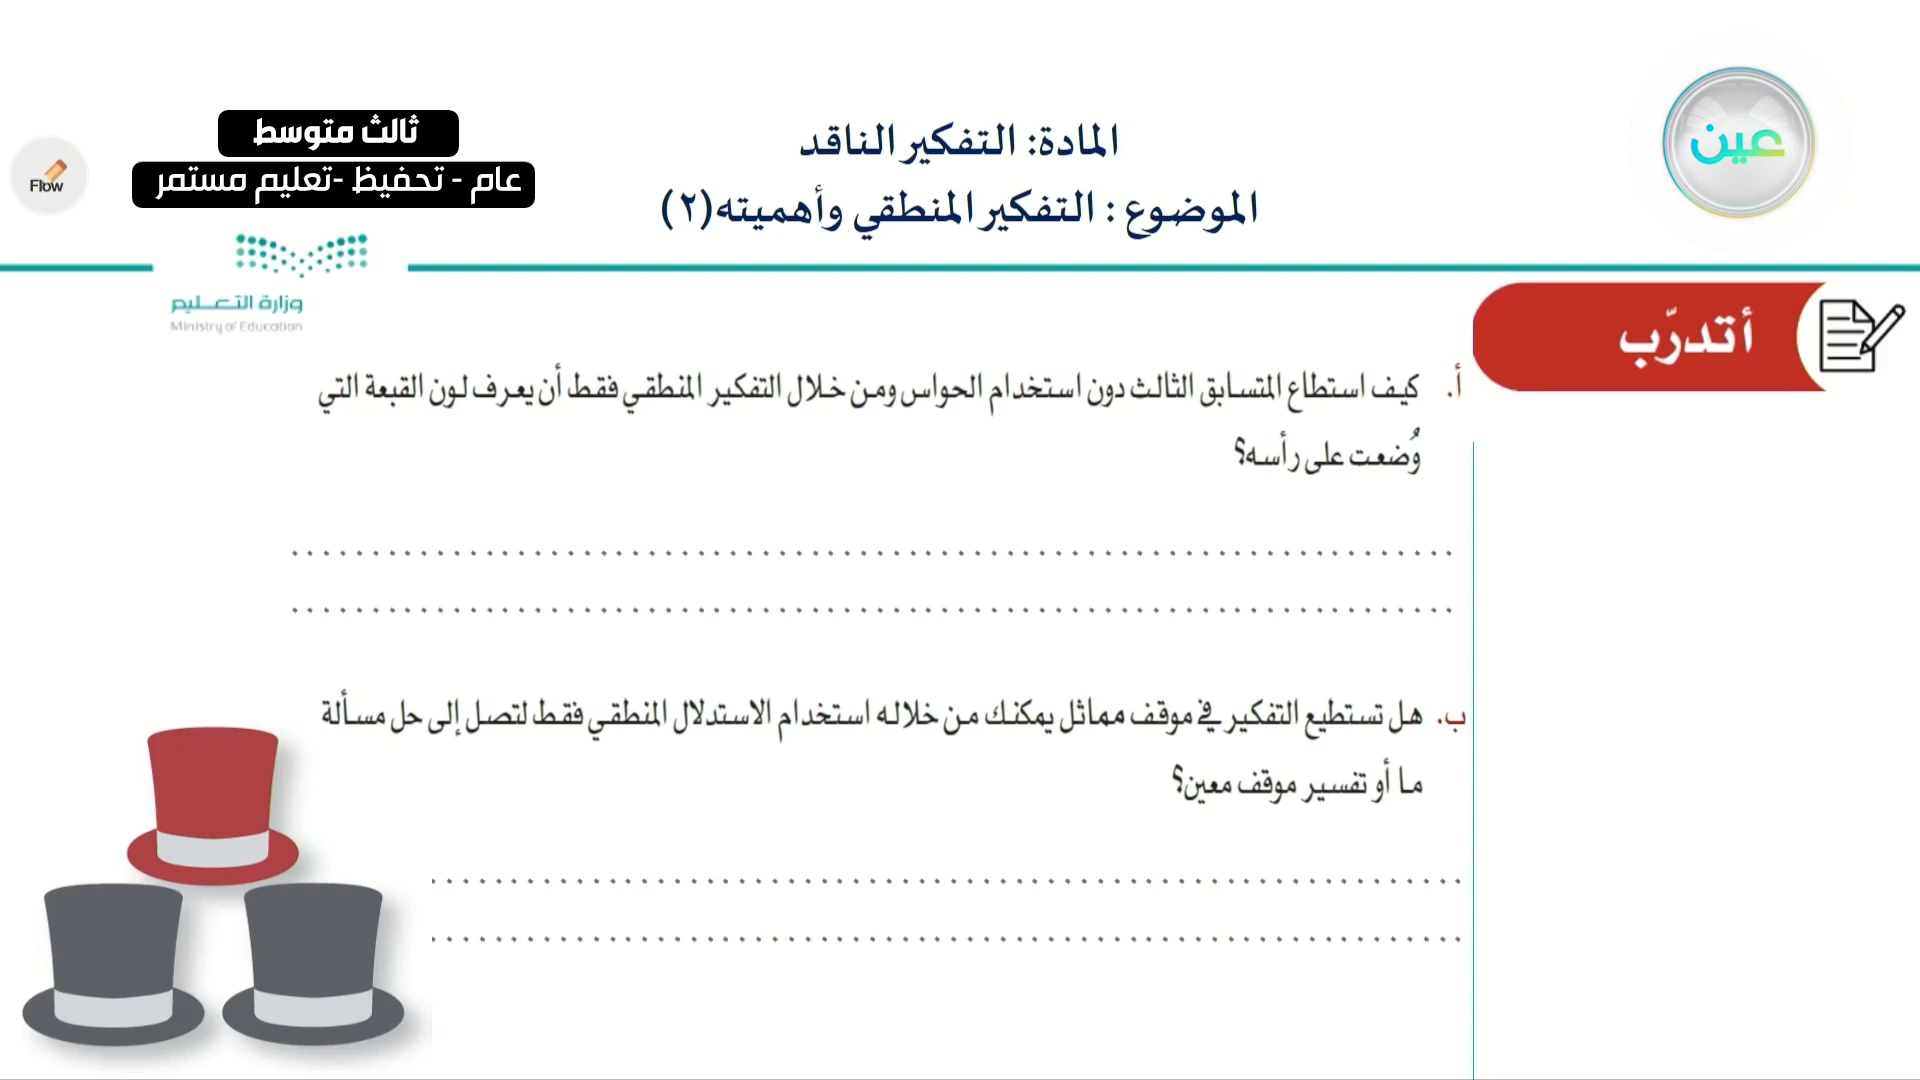 المادة: التفكير الناقد
الموضوع : التفكير المنطقي وأهميته(٢)
عين
ثالث متوسط
عام - تحفيظ -تعليم مستمر
Flow
وزارة التعليم
Ministry of Education
أتدرّب
أ. كيف استطاع المتسابق الثالث دون استخدام الحواس ومن خلال التفكير المنطقي فقط أن يعرف لون القبعة التي
وُضعت على رأسه؟
ب. هل تستطيع التفكير في موقف مماثل يمكنك من خلاله استخدام الاستدلال المنطقي فقط لتصل إلى حل مسألة
ما أو تفسير موقف معين؟